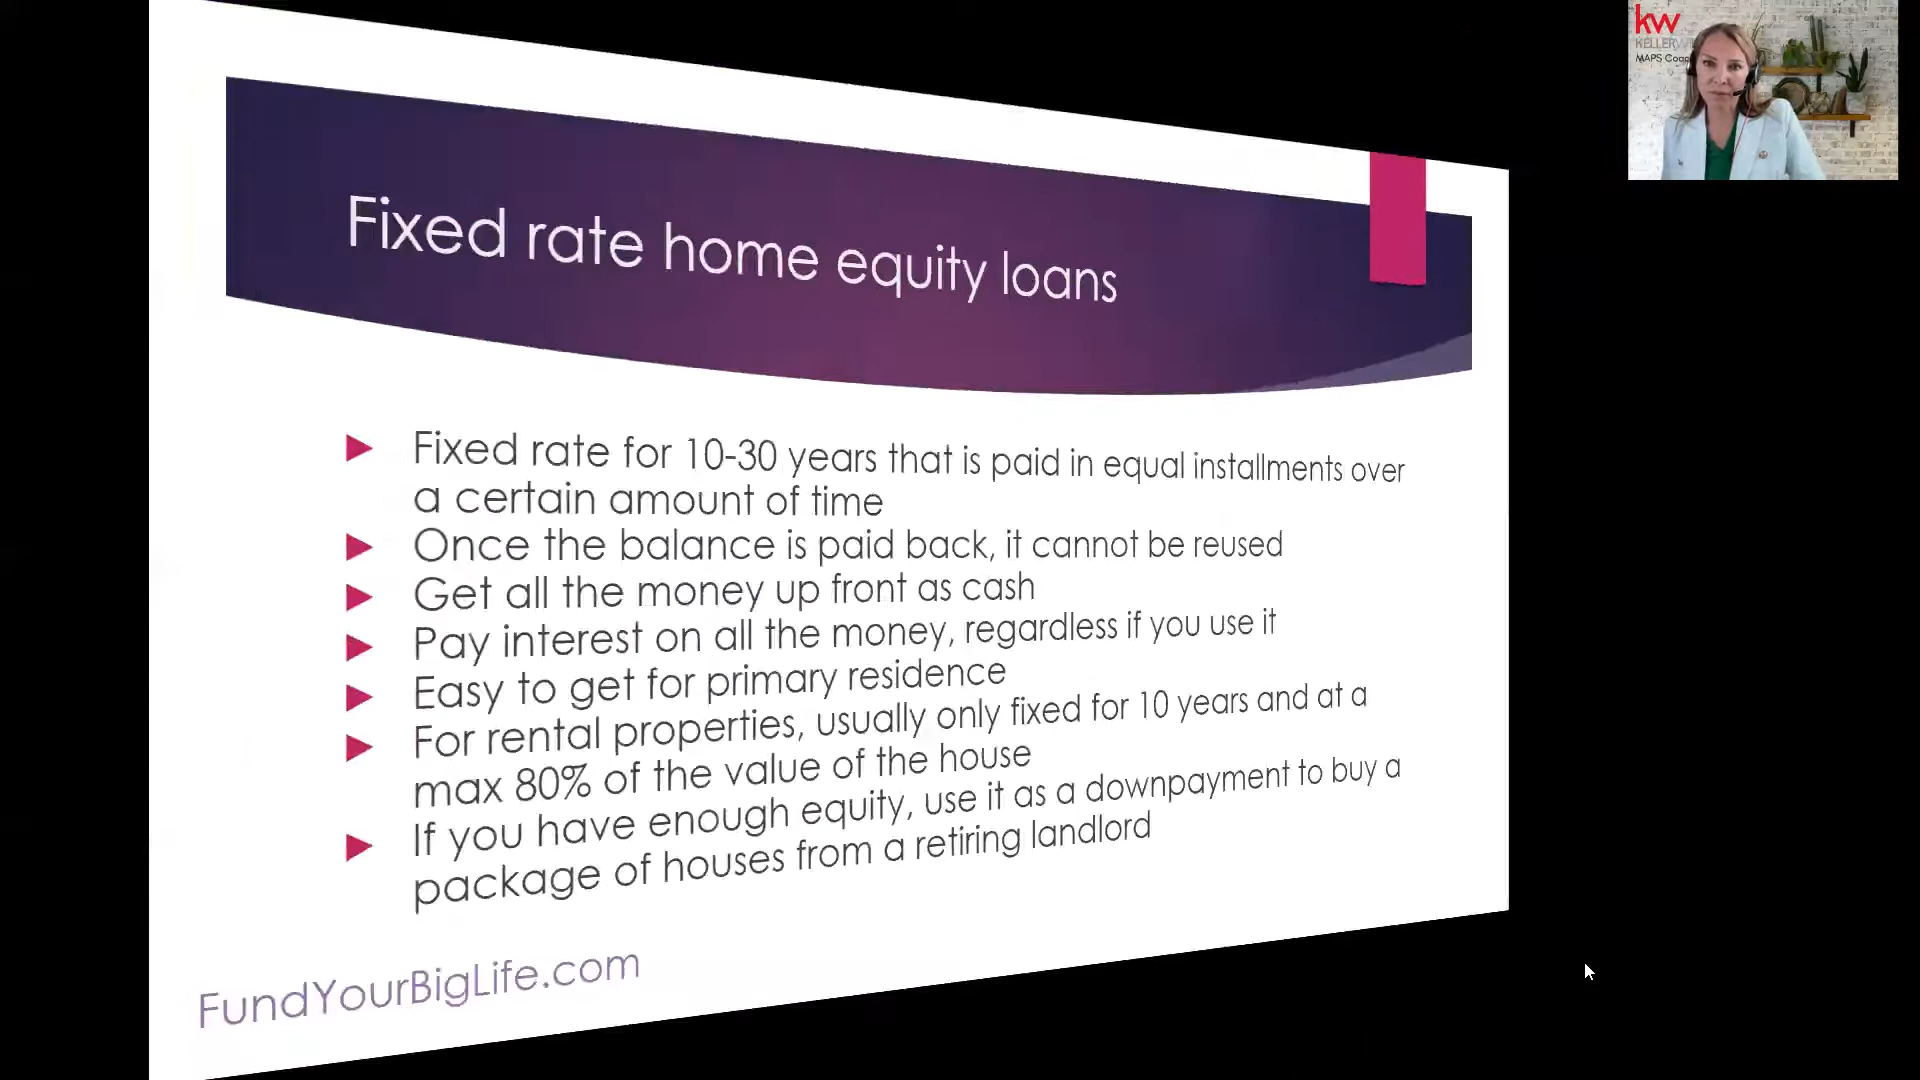 kw
KELLERW
MAPS Coac
Fixed rate home equity loans
Fixed rate for 10-30 years that is paid in equal installments over
a certain amount of time
Once the balance is paid back, it cannot be reused
Get all the money up front as cash
Pay interest on all the money, regardless if you use it
Easy to get for primary residence
For rental properties, usually only fixed for 10 years and at a
max 80% of the value of the house
If you have enough equity, use it as a downpayment to buy a
package of houses from a retiring landlord
FundYourBigLife.com